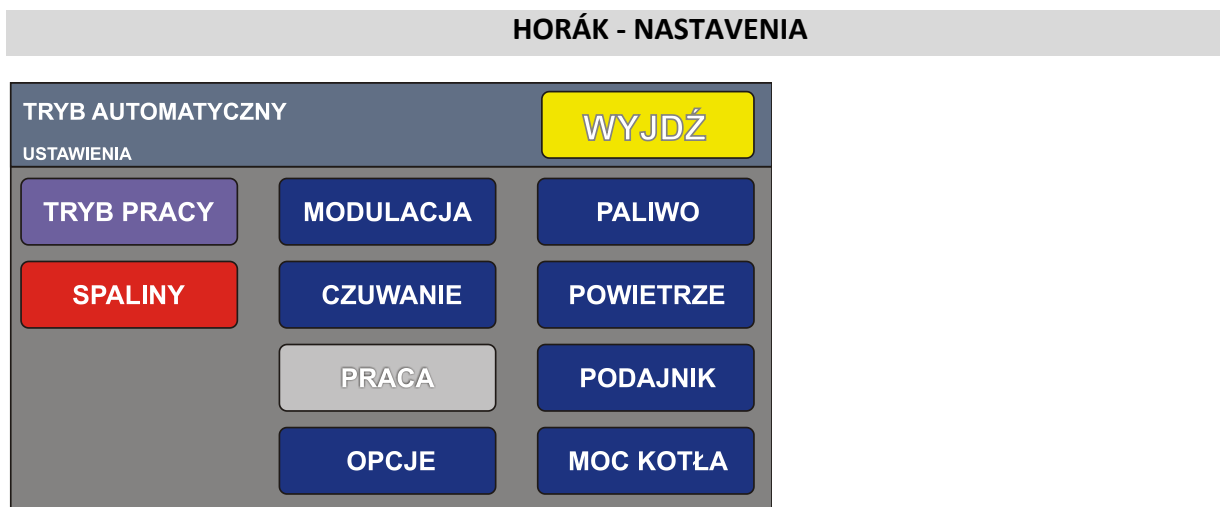 HORÁK - NASTAVENIA
TRYB AUTOMATYCZNY
WYJDŹ
USTAWIENIA
TRYB PRACY
MODULACJA
PALIWO
SPALINY
CZUWANIE
POWIETRZE
PRACA
PODAJNIK
OPCJE
MOC KOTŁA